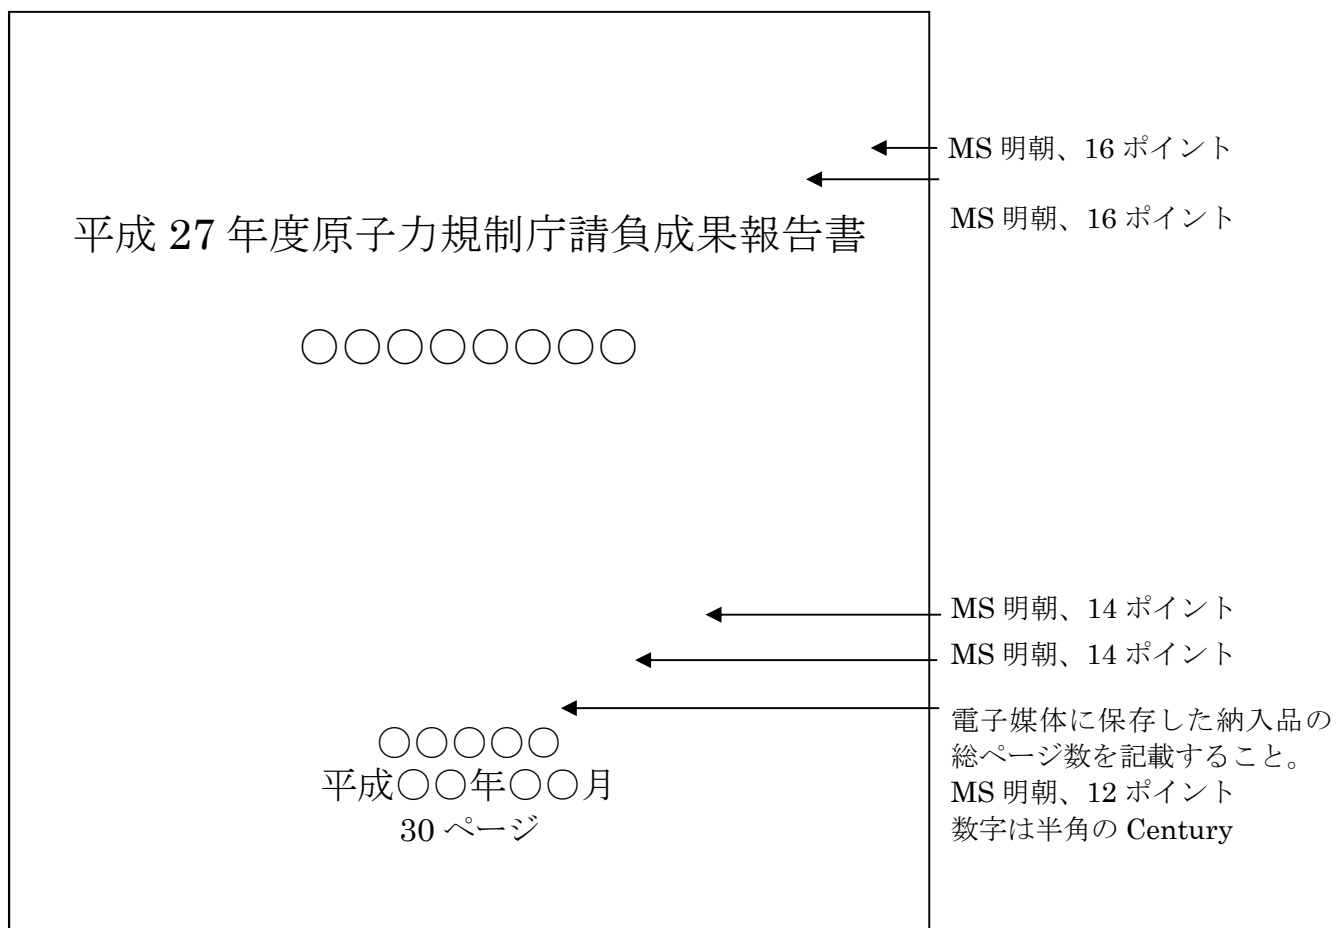 平成 27 年度原子力規制庁請負成果報告書
○○○○○○○○
○○○○○
平成○○年○○月
30 ページ
MS 明朝、16 ポイント
MS 明朝、16 ポイント
MS 明朝、14 ポイント
MS 明朝、14 ポイント
電子媒体に保存した納入品の
総ページ数を記載すること。
MS 明朝、12 ポイント
数字は半角の Century